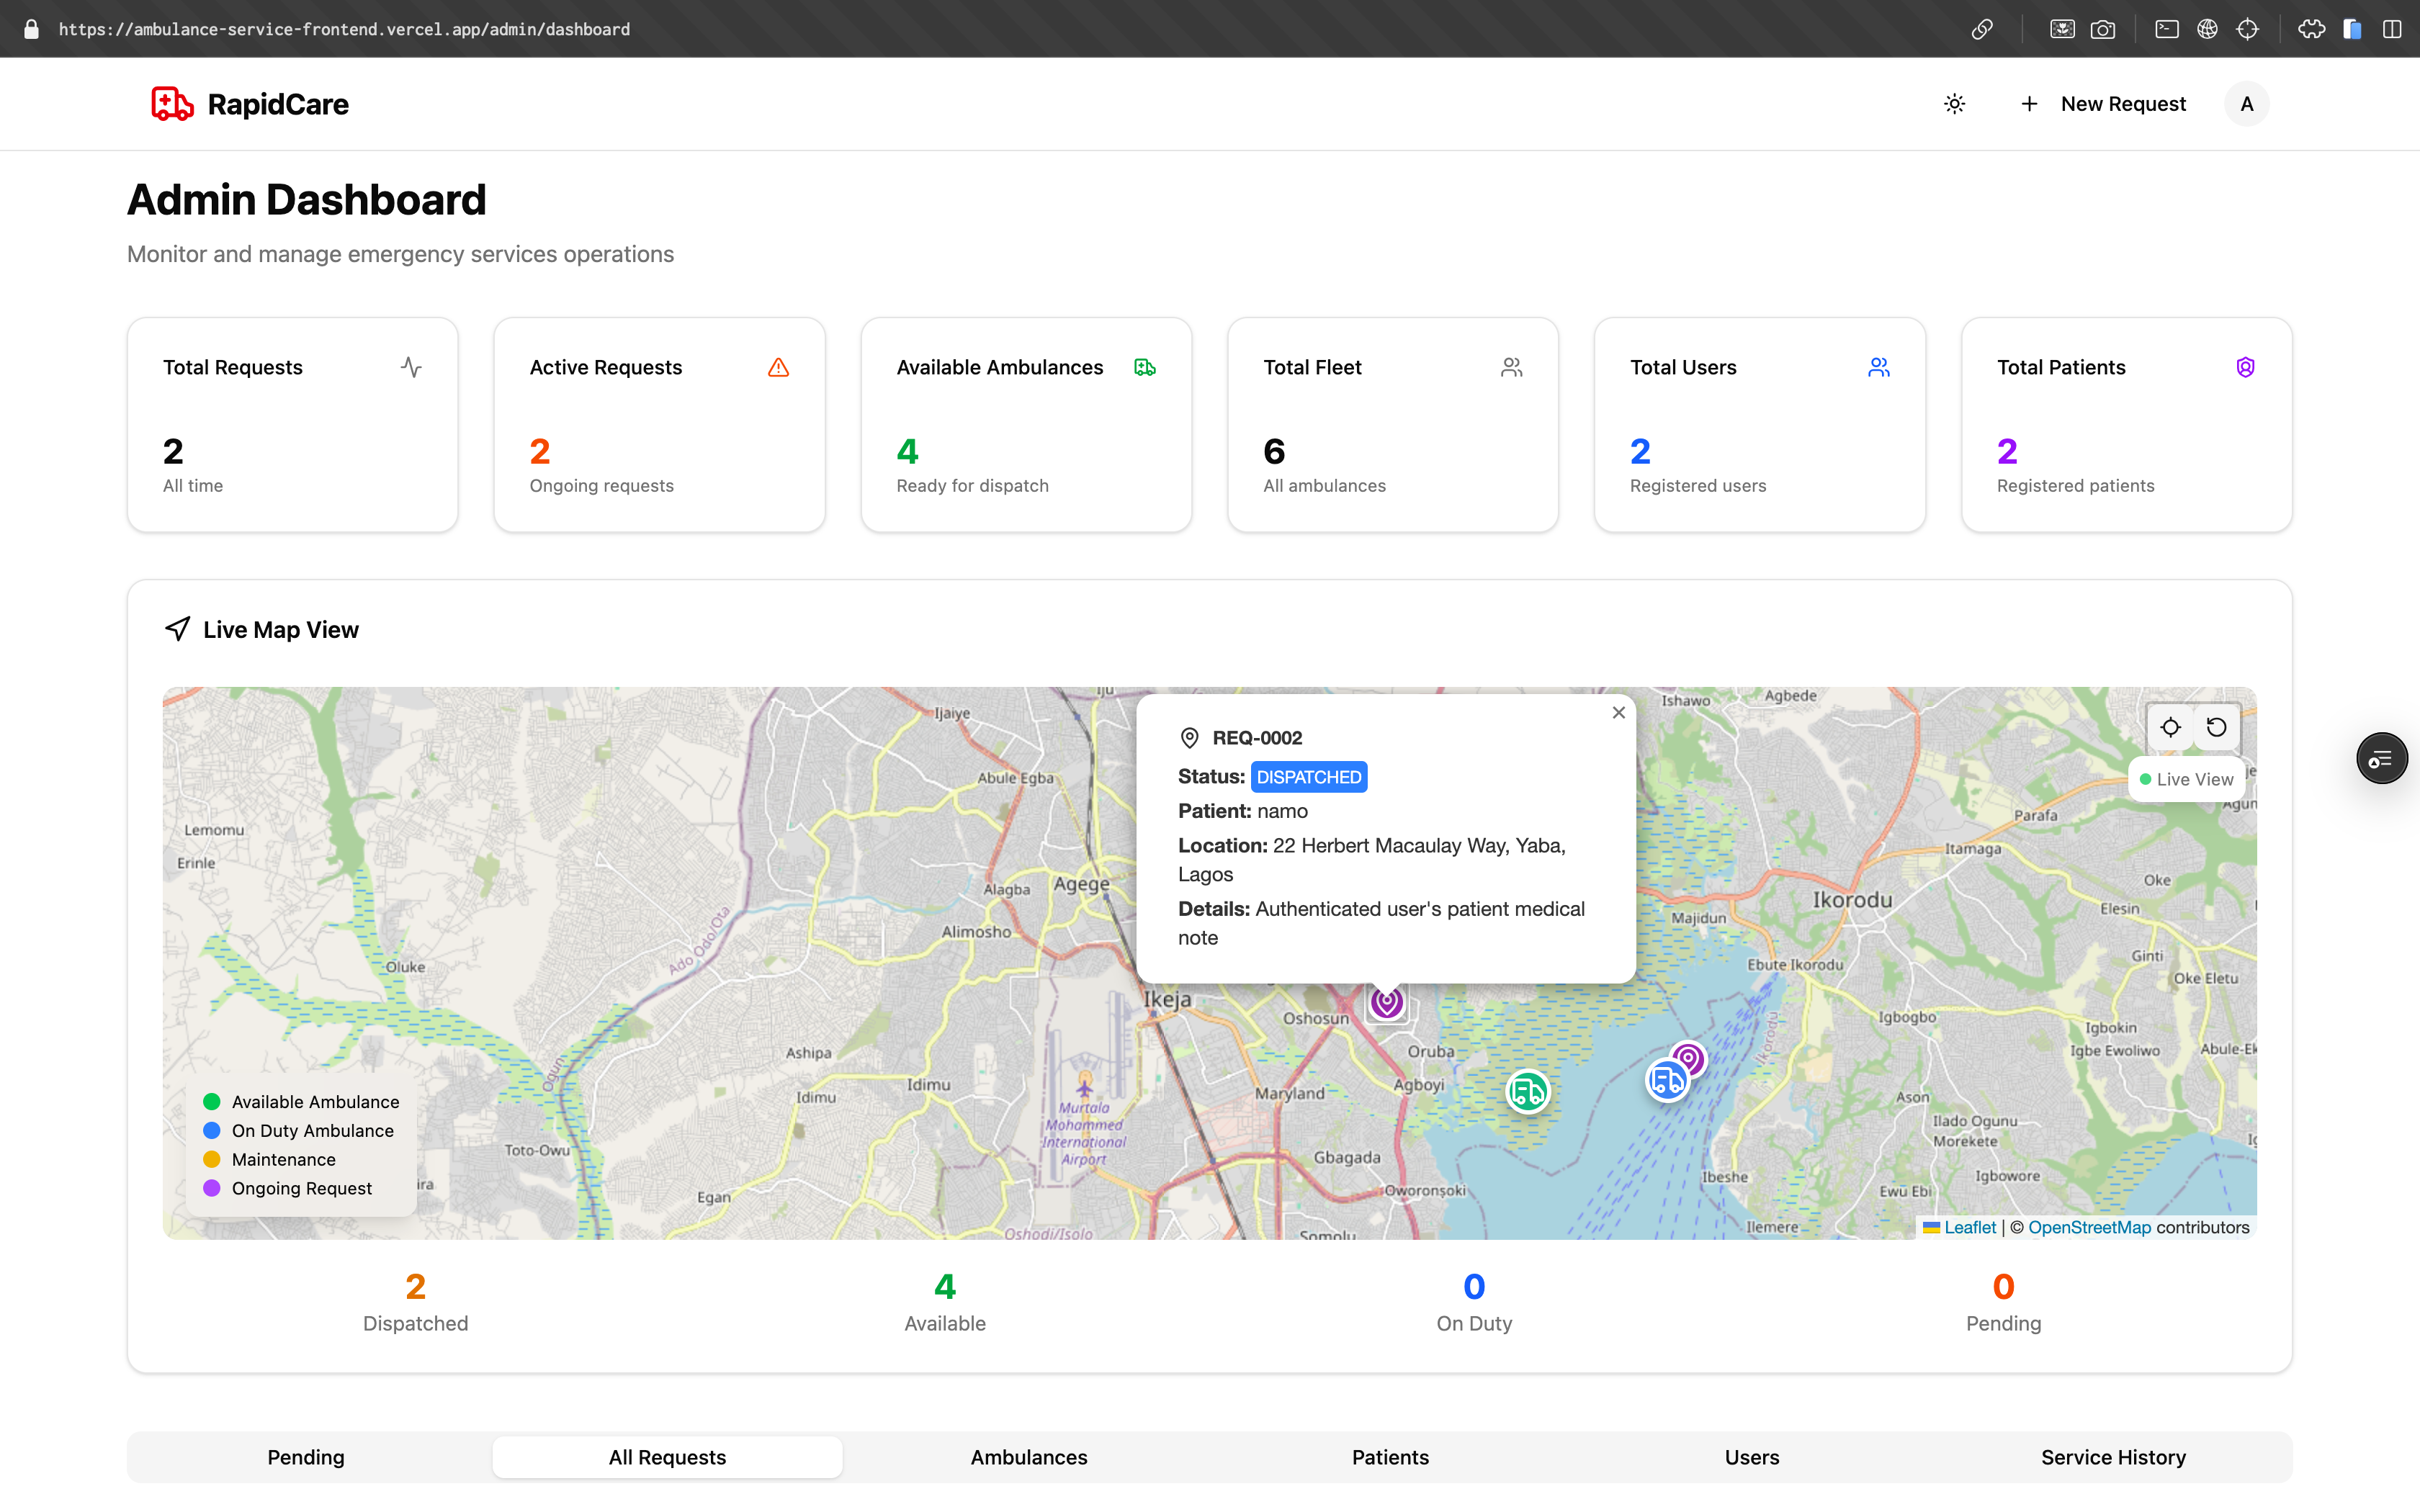 https://ambulance-service-frontend.vercel.app/admin/dashboard
RapidCare
New Request
A
Admin Dashboard
Monitor and manage emergency services operations
Total Requests
2
All time
Active Requests
2
Ongoing requests
Available Ambulances
4
Ready for dispatch
Total Fleet
6
All ambulances
Total Users
2
Registered users
Total Patients
2
Registered patients
Live Map View
REQ-0002
Status: DISPATCHED
Patient: namo
Location: 22 Herbert Macaulay Way, Yaba,
Lagos
Details: Authenticated user's patient medical
note
Live View
Iju
Ijaiye
Ishawo
Agbede
Abule Egba
Lemomu
Erinle
Parafa
Itamaga
Alagba
Agege
Ikorodu
Oke
Elesin
Majidun
Alimosho
Ado Odo/Ota
Oluke
Ebute Ikorodu
Ginti
Oke Eletu
Ikeja
Oshosun
Igbogbo
Igbokin
Igbe Ewoliwo
Ikorodu
Ashipa
Oruba
Idimu
Idimu
Maryland
Agboyi
Ogun
Ason
Ilado Ogunu
Morekete
Murtala
Mohammed
International
Airport
Toto-Owu
Gbagada
Ibeshe
Igbowore
Egan
Oworonṣoki
Ewu Ebi
Oshodi/Isolo
Somolu
Ilemere
Available Ambulance
On Duty Ambulance
Maintenance
Ongoing Request
Leaflet | © OpenStreetMap contributors
2
Dispatched
4
Available
0
On Duty
0
Pending
Pending
All Requests
Ambulances
Patients
Users
Service History